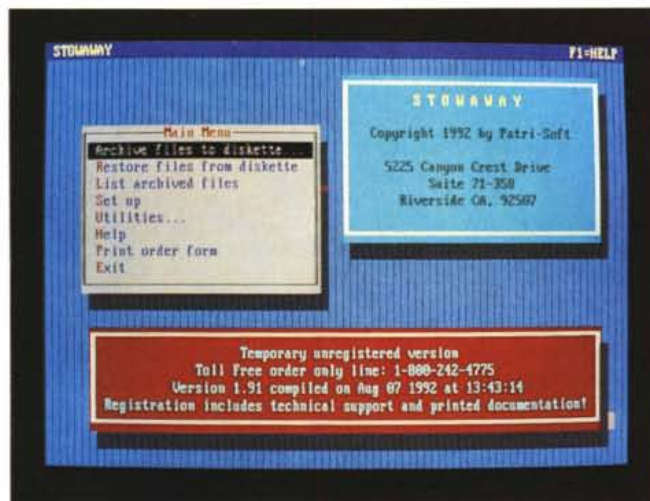 STOWAWAY
F1=HELP
Main Menu
Archive files to diskette...
Restore files from diskette
List archived files
Set up
Utilities...
Help
Print order form
Exit
STOWAWAY
Copyright 1992 by Patri-Soft
5225 Canyon Crest Drive
Suite 71-358
Riverside CA, 92507
Temporary unregistered version
Toll Free order only line: 1-800-242-4775
Version 1.91 compiled on Aug 07 1992 at 13:43:14
Registration includes technical support and printed documentation!